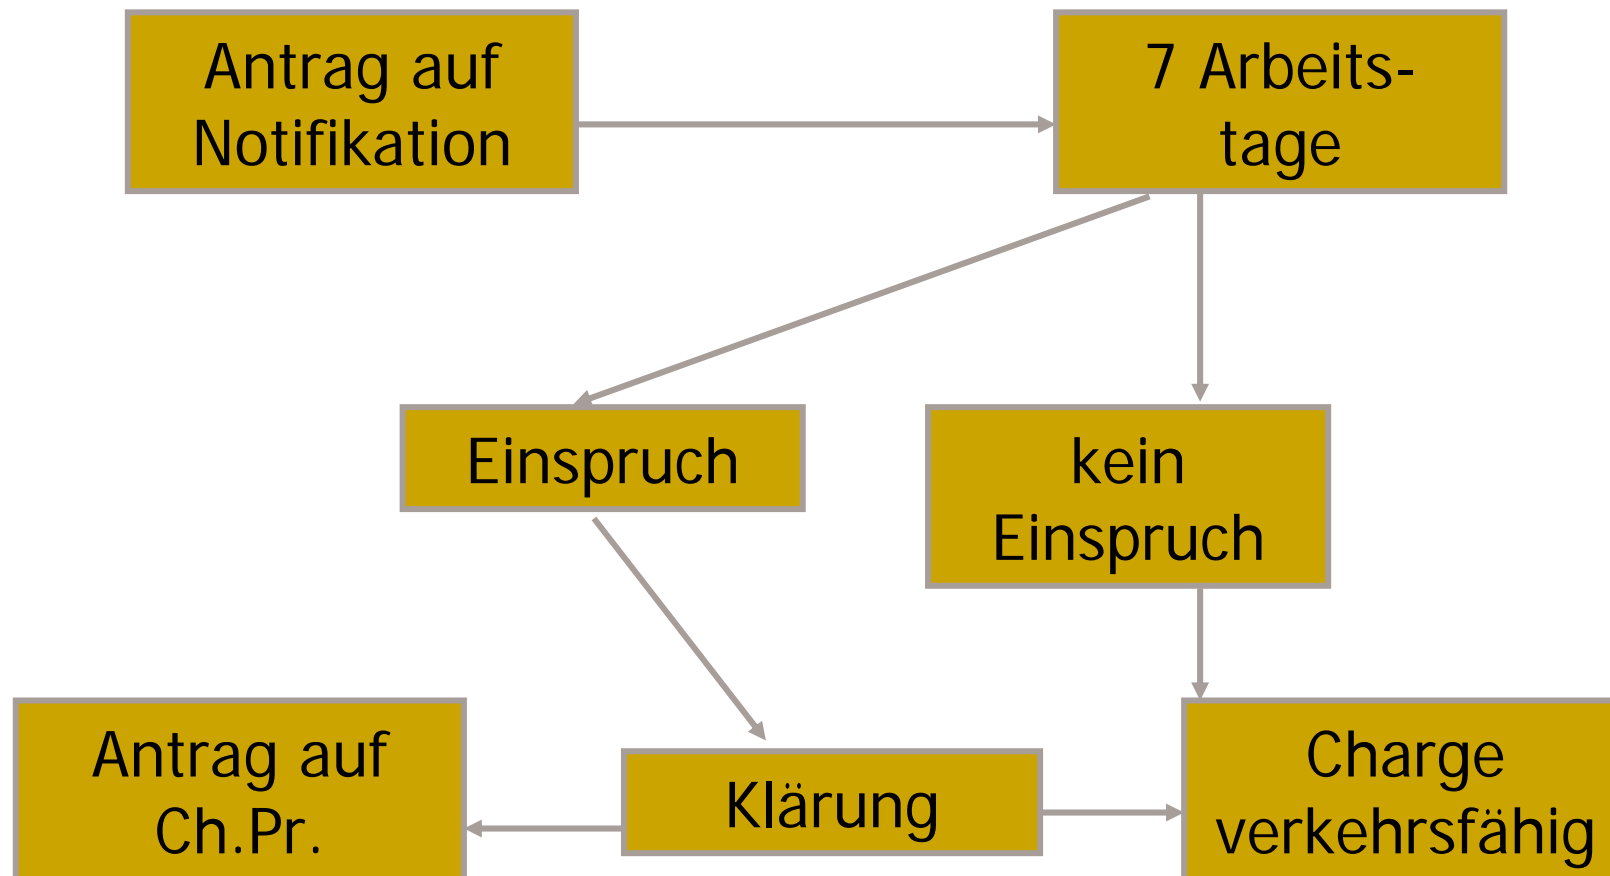 Antrag auf
Notifikation
7 Arbeits-
tage
Einspruch
kein
Einspruch
Antrag auf
Ch.Pr.
Klärung
Charge
verkehrsfähig